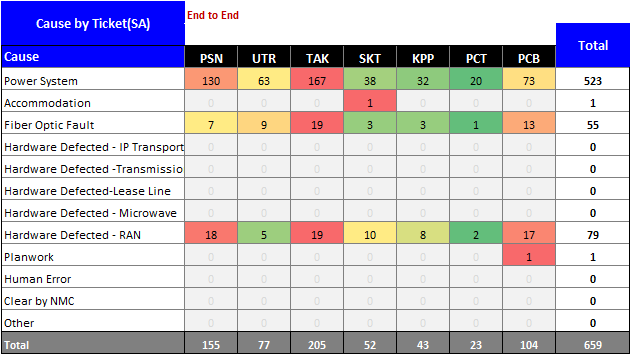 Cause by Ticket(SA) End to End Total
Cause PSN UTR TAK SKT KPP PCT PCB
Power System 130 63 167 38 32 20 73 523
Accommodation 0 0 0 1 0 0 0 1
Fiber Optic Fault 7 9 19 3 3 1 13 55
Hardware Defected - IP Transport 0 0 0 0 0 0 0 0
Hardware Defected -Transmissio 0 0 0 0 0 0 0 0
Hardware Defected-Lease Line 0 0 0 0 0 0 0 0
Hardware Defected - Microwave 0 0 0 0 0 0 0 0
Hardware Defected - RAN 18 5 19 10 8 2 17 79
Planwork 0 0 0 0 0 0 1 1
Human Error 0 0 0 0 0 0 0 0
Clear by NMC 0 0 0 0 0 0 0 0
Other 0 0 0 0 0 0 0 0
Total 155 77 205 52 43 23 104 659